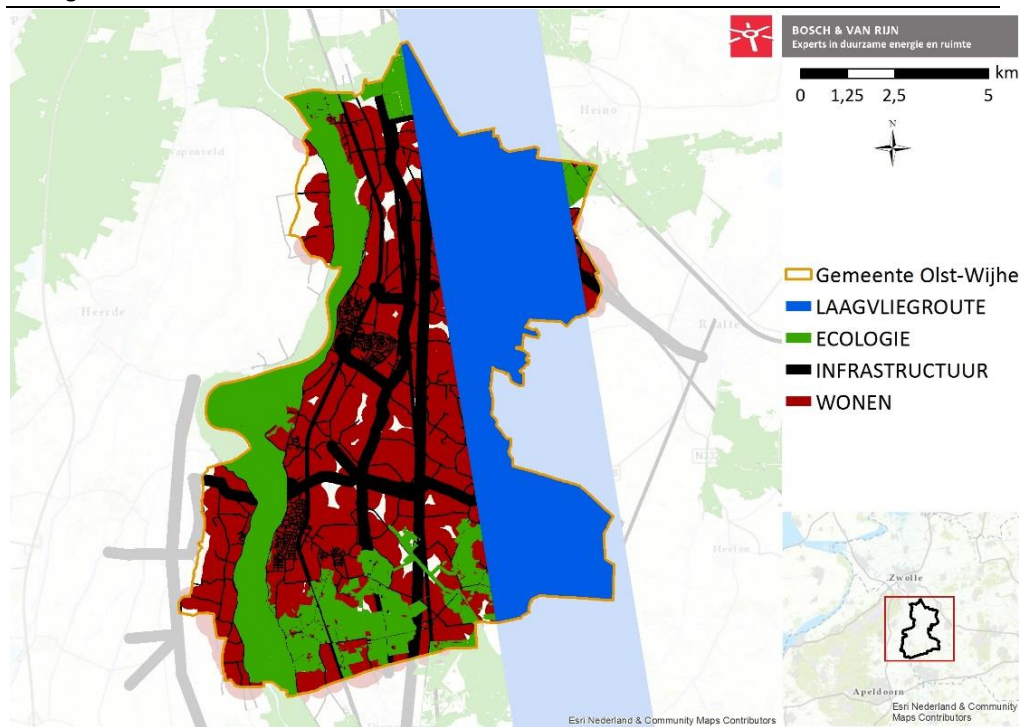 BOSCH & VAN RIJN
Experts in duurzame energie en ruimte
km
0 1,25 2,5 5
N
Heino
Heerde
Raalte
Gemeente Olst-Wijhe
LAAGVLIEGROUTE
ECOLOGIE
INFRASTRUCTUUR
WONEN
Zwolle
Apeldoorn
Esri Nederland & Community
Maps Contributors
Esri Nederland & Community Maps Contributors